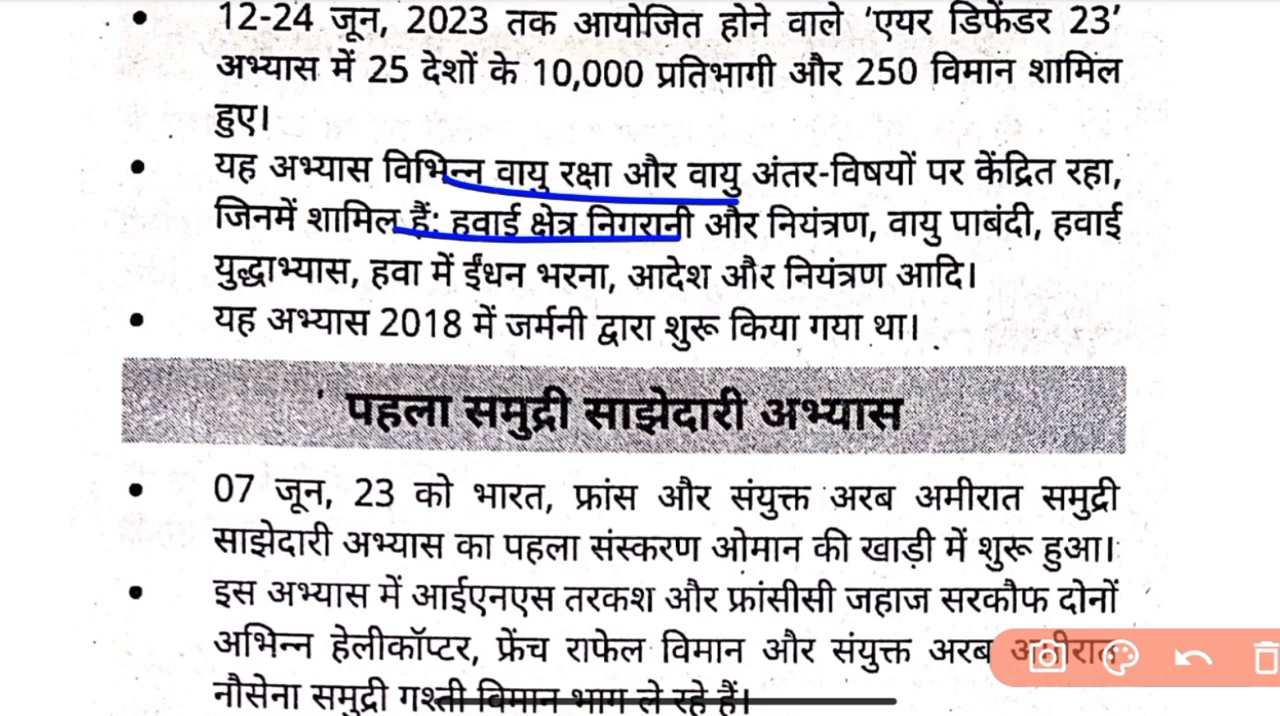 12-24 जून, 2023 तक आयोजित होने वाले 'एयर डिफेंडर 23'
अभ्यास में 25 देशों के 10,000 प्रतिभागी और 250 विमान शामिल
हुए।
यह अभ्यास विभिन्न वायु रक्षा और वायु अंतर-विषयों पर केंद्रित रहा,
जिनमें शामिल हैं: हवाई क्षेत्र निगरानी और नियंत्रण, वायु पाबंदी, हवाई
युद्धाभ्यास, हवा में ईंधन भरना, आदेश और नियंत्रण आदि।
यह अभ्यास 2018 में जर्मनी द्वारा शुरू किया गया था।
पहला समुद्री साझेदारी अभ्यास
07 जून, 23 को भारत, फ्रांस और संयुक्त अरब अमीरात समुद्री
साझेदारी अभ्यास का पहला संस्करण ओमान की खाड़ी में शुरू हुआ।
इस अभ्यास में आईएनएस तरकश और फ्रांसीसी जहाज सरकौफ दोनों
अभिन्न हेलीकॉप्टर, फ्रेंच राफेल विमान और संयुक्त अरब अमीरात
नौसेना समुद्री गश्ती विमान भाग ले रहे हैं।